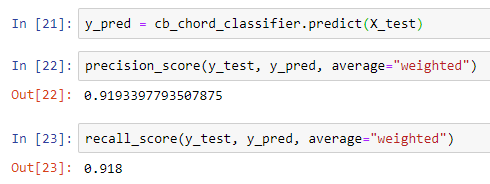 In [21]: y_pred = cb_chord_classifier.predict(X_test)
In [22]: precision_score(y_test, y_pred, average="weighted")
Out[22]: 0.9193397793507875
In [23]: recall_score(y_test, y_pred, average="weighted")
Out[23]: 0.918